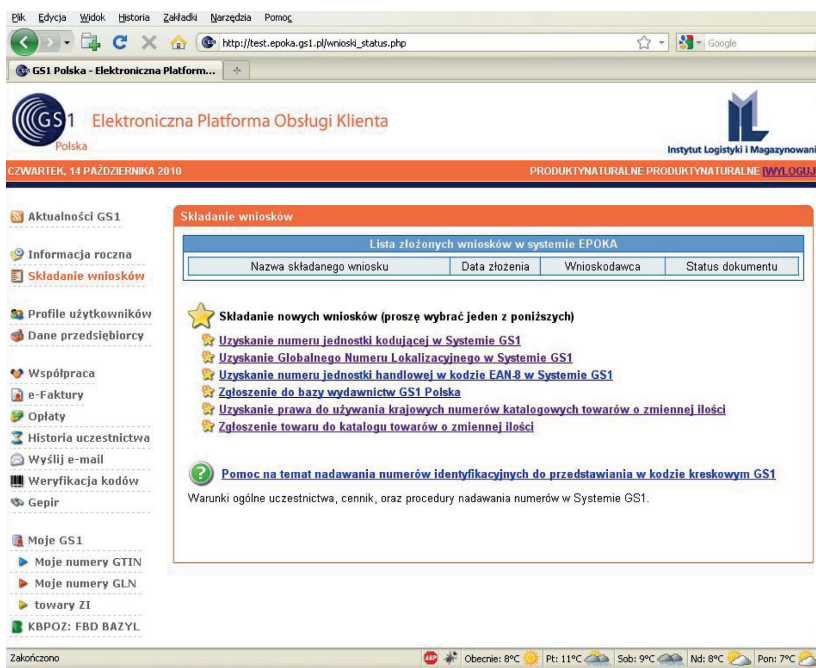 Plik Edycja Widok Historia Zakładki Narzędzia Pomoc
http://test.epoka.gs1.pl/wnioski_status.php
Google
GS1 Polska - Elektroniczna Platform...
GS1
Polska
Elektroniczna Platforma Obsługi Klienta
Instytut Logistyki i Magazynowani
CZWARTEK, 14 PAŹDZIERNIKA 2010
PRODUKTYNATURALNE PRODUKTYNATURALNE [WYLOGUJ
Aktualności GS1
Informacja roczna
Składanie wniosków
Profile użytkowników
Dane przedsiębiorcy
Współpraca
e-Faktury
Opłaty
Historia uczestnictwa
Wyślij e-mail
Weryfikacja kodów
Gepir
Moje GS1
Moje numery GTIN
Moje numery GLN
towary ZI
KBPOZ: FBD BAZYL
Składanie wniosków
Lista złożonych wniosków w systemie EPOKA
Nazwa składanego wniosku Data złożenia Wnioskodawca Status dokumentu
Składanie nowych wniosków (proszę wybrać jeden z poniższych)
Uzyskanie numeru jednostki kodującej w Systemie GS1
Uzyskanie Globalnego Numeru Lokalizacyjnego w Systemie GS1
Uzyskanie numeru jednostki handlowej w kodzie EAN-8 w Systemie GS1
Zgłoszenie do bazy wydawnictw GS1 Polska
Uzyskanie prawa do używania krajowych numerów katalogowych towarów o zmiennej ilości
Zgłoszenie towaru do katalogu towarów o zmiennej ilości
Pomoc na temat nadawania numerów identyfikacyjnych do przedstawiania w kodzie kreskowym GS1
Warunki ogólne uczestnictwa, cennik, oraz procedury nadawania numerów w Systemie GS1.
Zakończono
ABP
Obecnie: 8°C Pt: 11°C Sob: 9°C Nd: 8°C Pon: 7°C